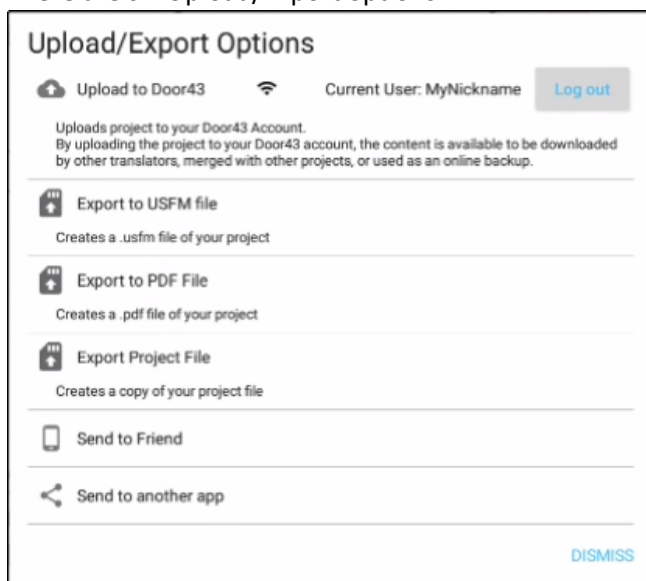 Upload/Export Options
Upload to Door43 Current User: MyNickname Log out
Uploads project to your Door43 Account.
By uploading the project to your Door43 account, the content is available to be downloaded
by other translators, merged with other projects, or used as an online backup.
Export to USFM file
Creates a .usfm file of your project
Export to PDF File
Creates a .pdf file of your project
Export Project File
Creates a copy of your project file
Send to Friend
Send to another app
DISMISS